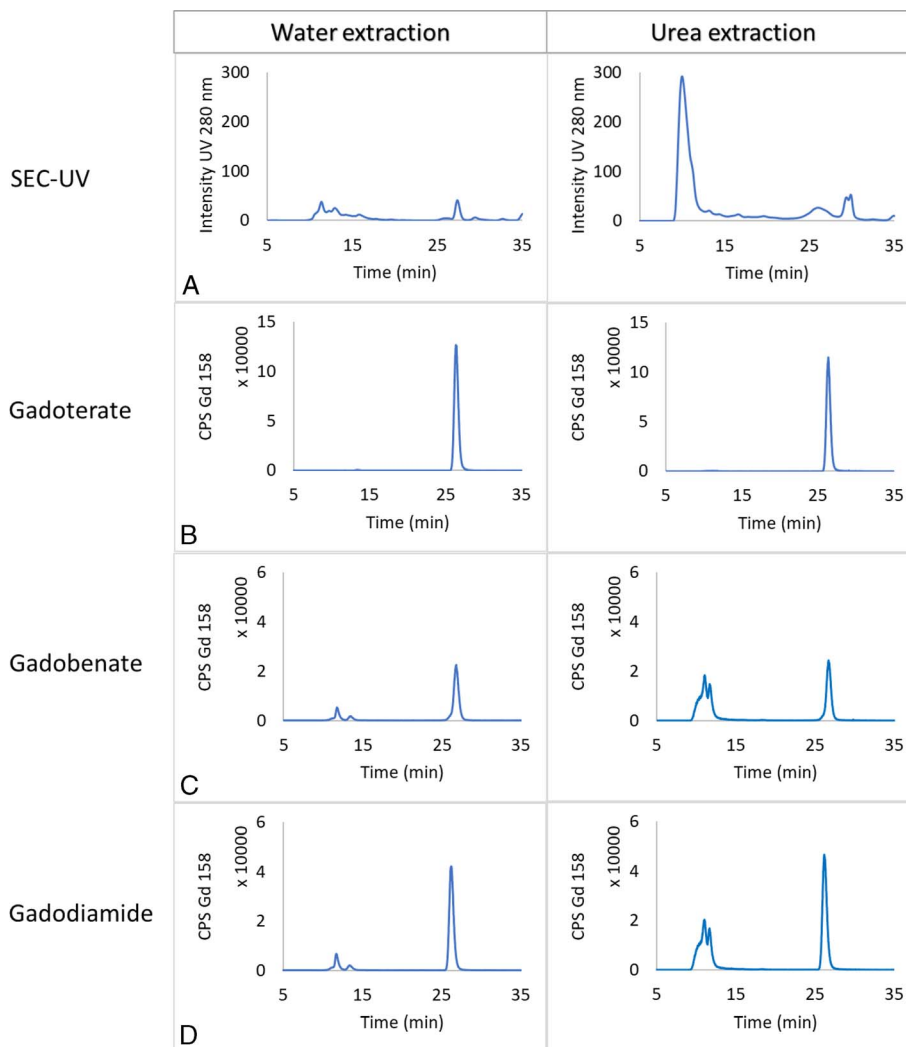 Water extraction
Urea extraction
SEC-UV
Intensity UV 280 nm
300
200
100
0
5 15 25 35
Time (min)
A
Intensity UV 280 nm
300
200
100
0
5 15 25 35
Time (min)
Gadoterate
CPS Gd 158
x 10000
15
10
5
0
5 15 25 35
Time (min)
B
CPS Gd 158
x 10000
15
10
5
0
5 15 25 35
Time (min)
Gadobenate
CPS Gd 158
x 10000
6
4
2
0
5 15 25 35
Time (min)
C
CPS Gd 158
x 10000
6
4
2
0
5 15 25 35
Time (min)
Gadodiamide
CPS Gd 158
x 10000
6
4
2
0
5 15 25 35
Time (min)
D
CPS Gd 158
x 10000
6
4
2
0
5 15 25 35
Time (min)